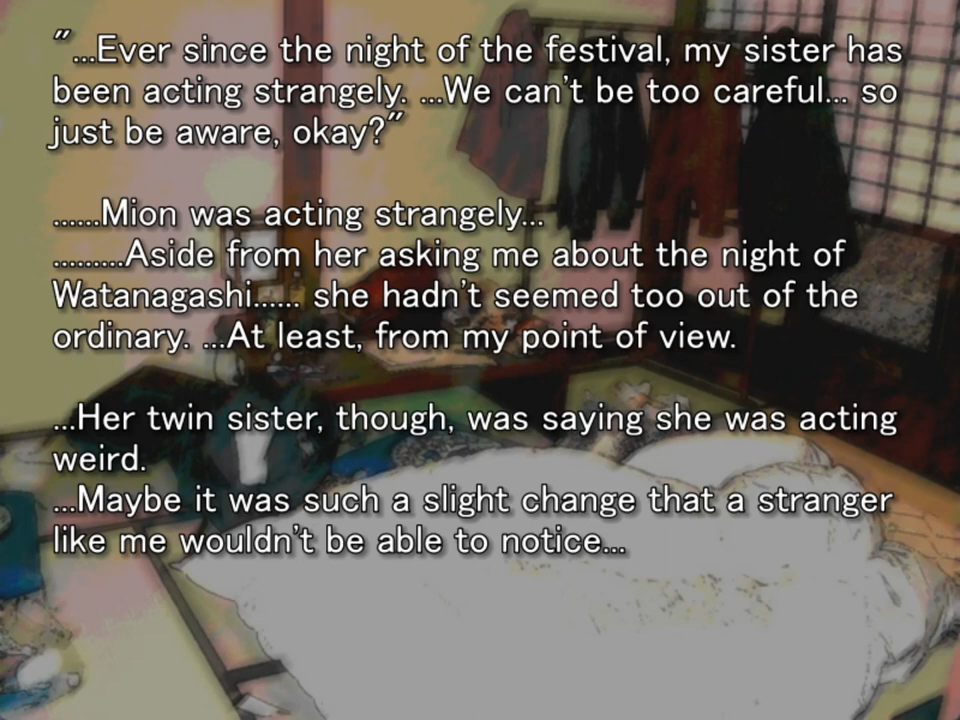 "...Ever since the night of the festival, my sister has
been acting strangely. ...We can't be too careful... so
just be aware, okay?"
......Mion was acting strangely...
.........Aside from her asking me about the night of
Watanagashi...... she hadn't seemed too out of the
ordinary. ...At least, from my point of view.
...Her twin sister, though, was saying she was acting
weird.
...Maybe it was such a slight change that a stranger
like me wouldn't be able to notice...